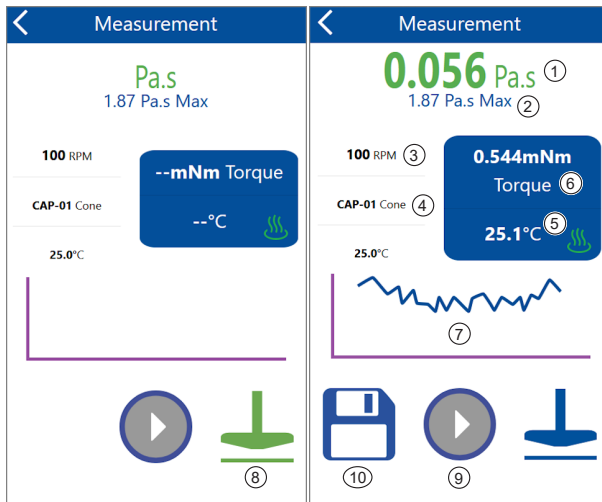 Measurement
Pa.s
1.87 Pa.s Max
100 RPM
--mNm Torque
CAP-01 Cone
--°C
25.0°C
8
Measurement
0.056 Pa.s 1
1.87 Pa.s Max 2
100 RPM 3
0.544mNm
Torque 6
CAP-01 Cone 4
25.1°C 5
25.0°C
7
10
9